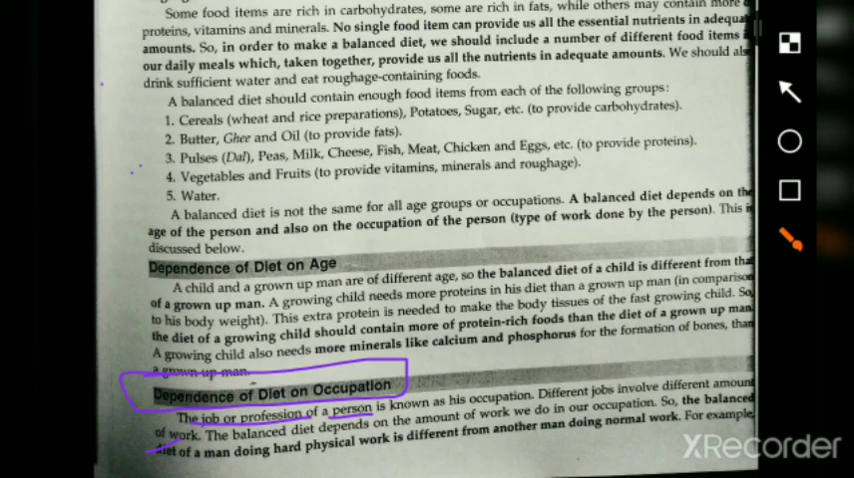 Some food items are rich in carbohydrates, some are rich in fats, while others may contain more
proteins, vitamins and minerals. No single food item can provide us all the essential nutrients in adequa
amounts. So, in order to make a balanced diet, we should include a number of different food items
our daily meals which, taken together, provide us all the nutrients in adequate amounts. We should als
drink sufficient water and eat roughage-containing foods.
A balanced diet should contain enough food items from each of the following groups:
1. Cereals (wheat and rice preparations), Potatoes, Sugar, etc. (to provide carbohydrates).
2. Butter, Ghee and Oil (to provide fats).
3. Pulses (Dal), Peas, Milk, Cheese, Fish, Meat, Chicken and Eggs, etc. (to provide proteins).
4. Vegetables and Fruits (to provide vitamins, minerals and roughage).
5. Water.
A balanced diet is not the same for all age groups or occupations. A balanced diet depends on the
age of the person and also on the occupation of the person (type of work done by the person). This i
discussed below.
Dependence of Diet on Age
A child and a grown up man are of different age, so the balanced diet of a child is different from tha
of a grown up man. A growing child needs more proteins in his diet than a grown up man (in comparison
to his body weight). This extra protein is needed to make the body tissues of the fast growing child. So,
the diet of a growing child should contain more of protein-rich foods than the diet of a grown up man.
A growing child also needs more minerals like calcium and phosphorus for the formation of bones, than
a grown-up-man.
Dependence of Diet on Occupation
The job or profession of a person is known as his occupation. Different jobs involve different amount
of work. The balanced diet depends on the amount of work we do in our occupation. So, the balanced
diet of a man doing hard physical work is different from another man doing normal work. For example,
XRecorder